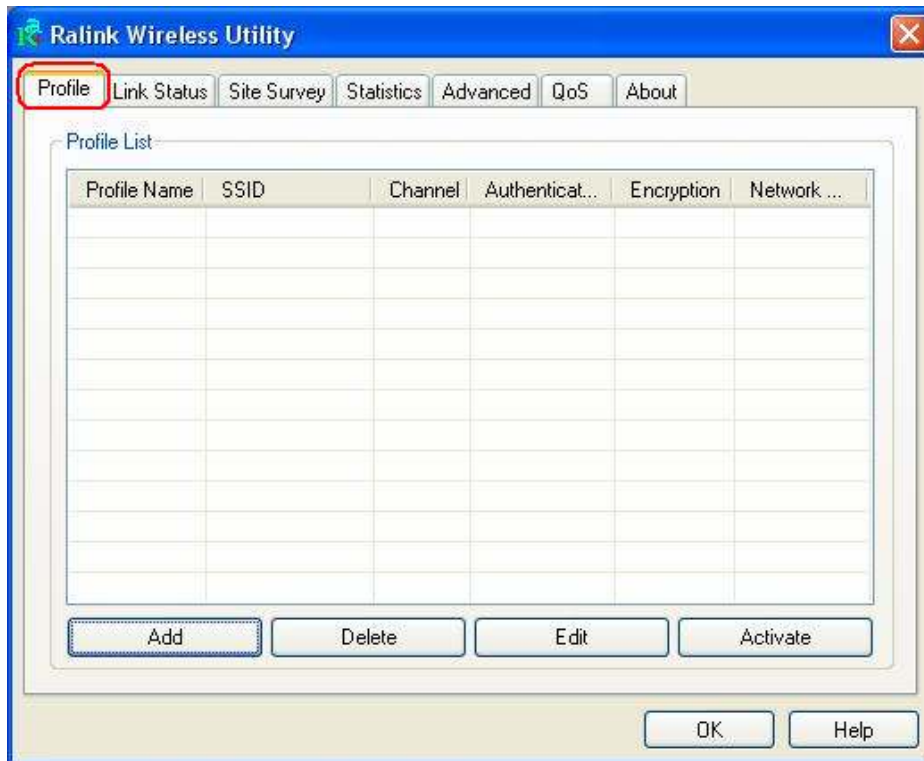 Ralink Wireless Utility
Profile Link Status Site Survey Statistics Advanced QoS About
Profile List
Profile Name SSID Channel Authenticat... Encryption Network ...
Add Delete Edit Activate
OK Help